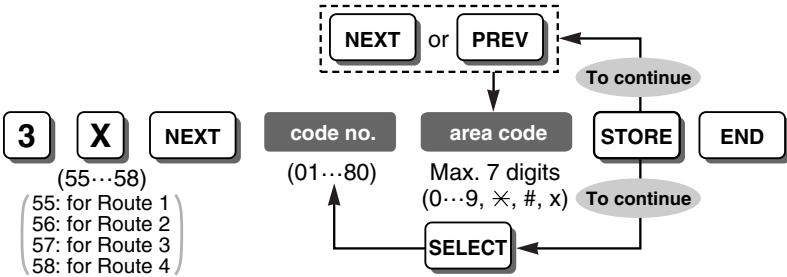 NEXT or PREV
To continue
3 X NEXT code no. area code STORE END
(55···58) (01···80) Max. 7 digits
(0···9, ✳, #, x) To continue
55: for Route 1
56: for Route 2
57: for Route 3
58: for Route 4
SELECT